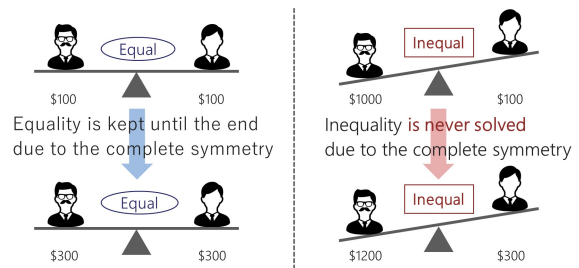 Equal
$100 $100
Equality is kept until the end
due to the complete symmetry
Equal
$300 $300
Inequal
$1000 $100
Inequality is never solved
due to the complete symmetry
Inequal
$1200 $300